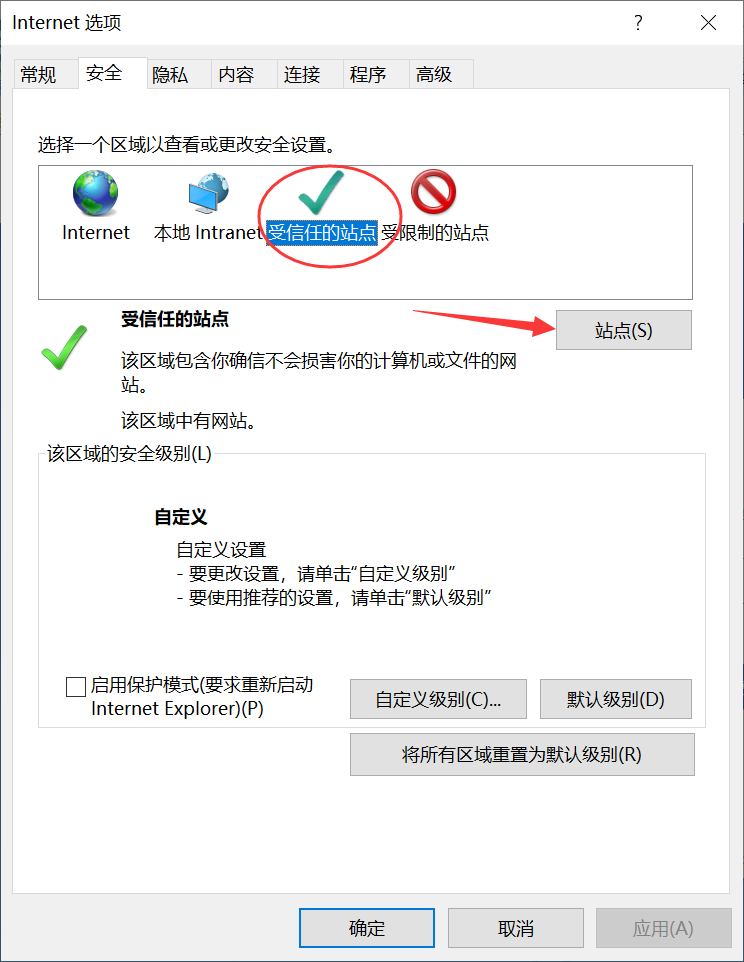 Internet 选项
?
常规 安全 隐私 内容 连接 程序 高级
选择一个区域以查看或更改安全设置。
Internet 本地 Intranet 受信任的站点 受限制的站点
受信任的站点
站点(S)
该区域包含你确信不会损害你的计算机或文件的网
站。
该区域中有网站。
该区域的安全级别(L)
自定义
自定义设置
- 要更改设置，请单击“自定义级别”
- 要使用推荐的设置，请单击“默认级别”
启用保护模式(要求重新启动
Internet Explorer)(P)
自定义级别(C)... 默认级别(D)
将所有区域重置为默认级别(R)
确定 取消 应用(A)